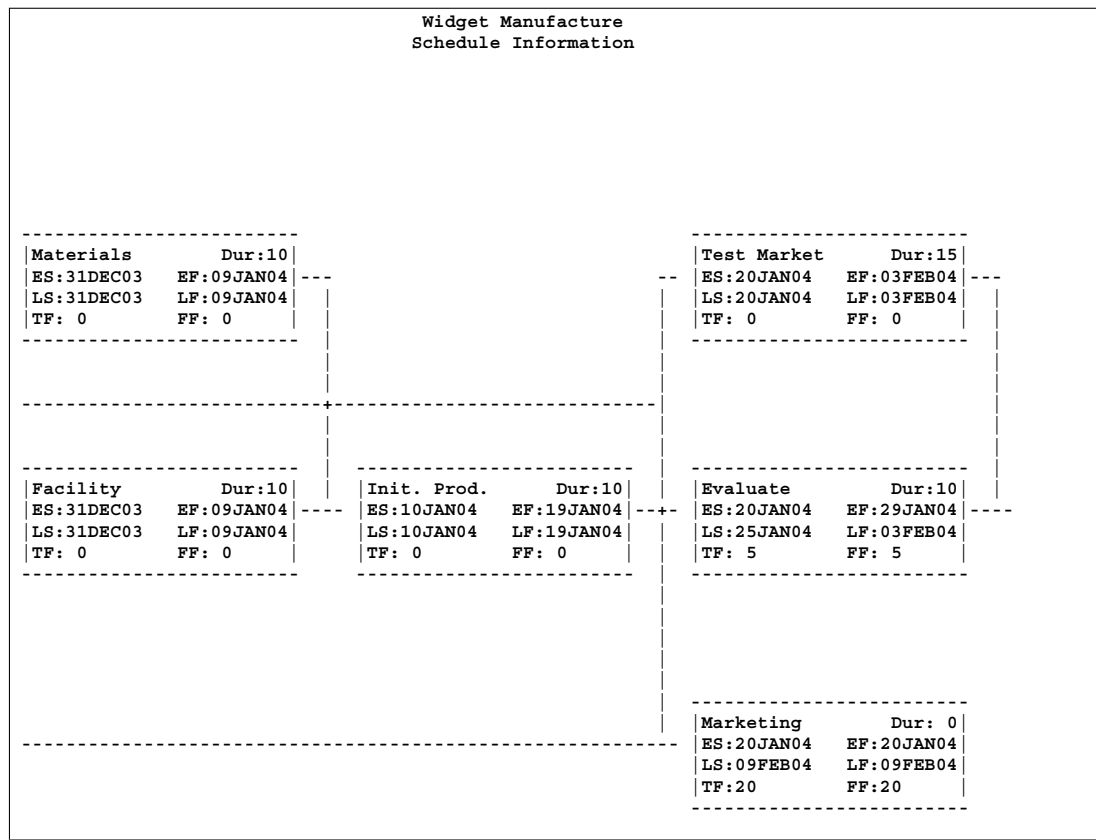 Widget Manufacture
Schedule Information
Materials Dur:10
ES:31DEC03 EF:09JAN04
LS:31DEC03 LF:09JAN04
TF: 0 FF: 0
Test Market Dur:15
ES:20JAN04 EF:03FEB04
LS:20JAN04 LF:03FEB04
TF: 0 FF: 0
Facility Dur:10
ES:31DEC03 EF:09JAN04
LS:31DEC03 LF:09JAN04
TF: 0 FF: 0
Init. Prod. Dur:10
ES:10JAN04 EF:19JAN04
LS:10JAN04 LF:19JAN04
TF: 0 FF: 0
Evaluate Dur:10
ES:20JAN04 EF:29JAN04
LS:25JAN04 LF:03FEB04
TF: 5 FF: 5
Marketing Dur: 0
ES:20JAN04 EF:20JAN04
LS:09FEB04 LF:09FEB04
TF:20 FF:20